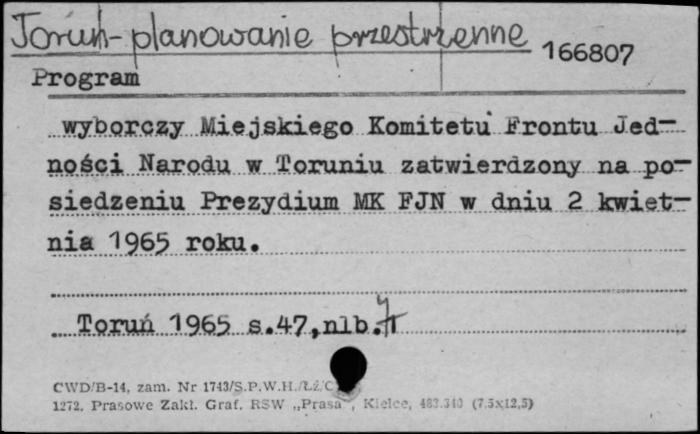 Toruń-planowanie przestrzenne 166807
Program
wyborczy Miejskiego Komitetu Frontu Jed-
ności Narodu w Toruniu zatwierdzony na po-
siedzeniu Prezydium MK FJN w dniu 2 kwiet-
nia 1965 roku.
Toruń 1965 s.47,nlb.
CWD/B-14, zam. Nr 1743/S.P.W.H./Łź/C
1272. Prasowe Zakł. Graf. RSW „Prasa", Kielce, 483.340 (7.5x12,5)